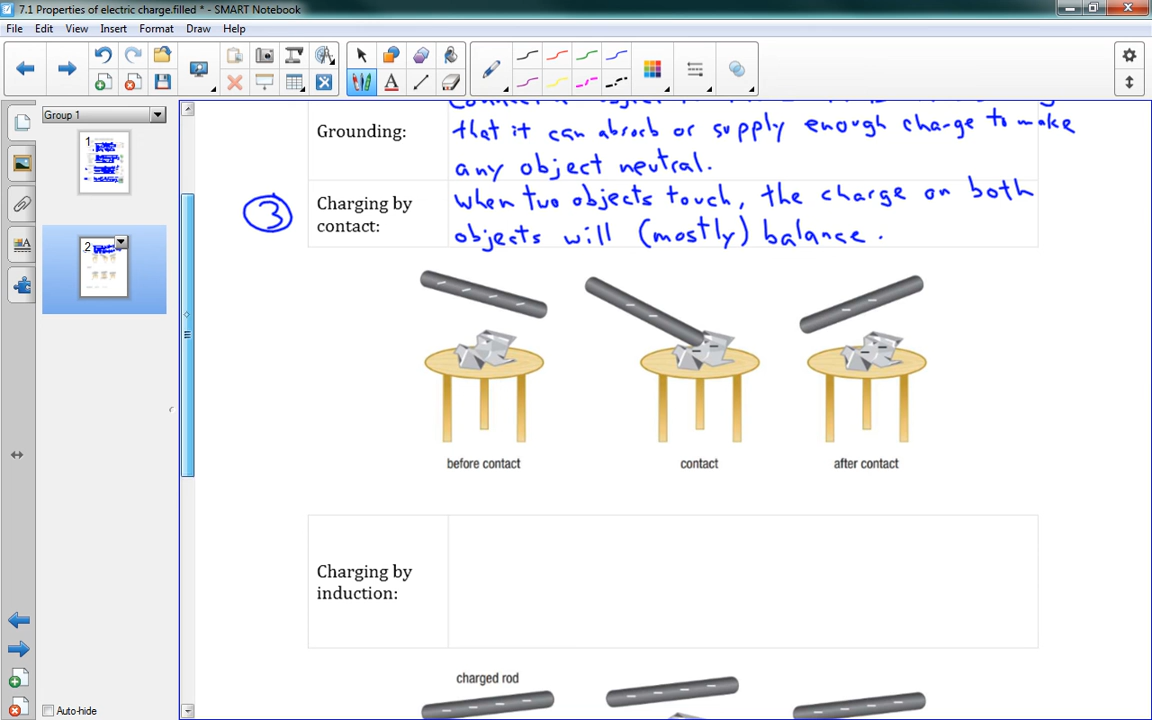 7.1 Properties of electric charge.filled * - SMART Notebook
File Edit View Insert Format Draw Help
Group 1
1
2
Grounding:
that it can absorb or supply enough charge to make
any object neutral.
3
Charging by
contact:
When two objects touch, the charge on both
objects will (mostly) balance.
before contact
contact
after contact
Charging by
induction:
charged rod
Auto-hide